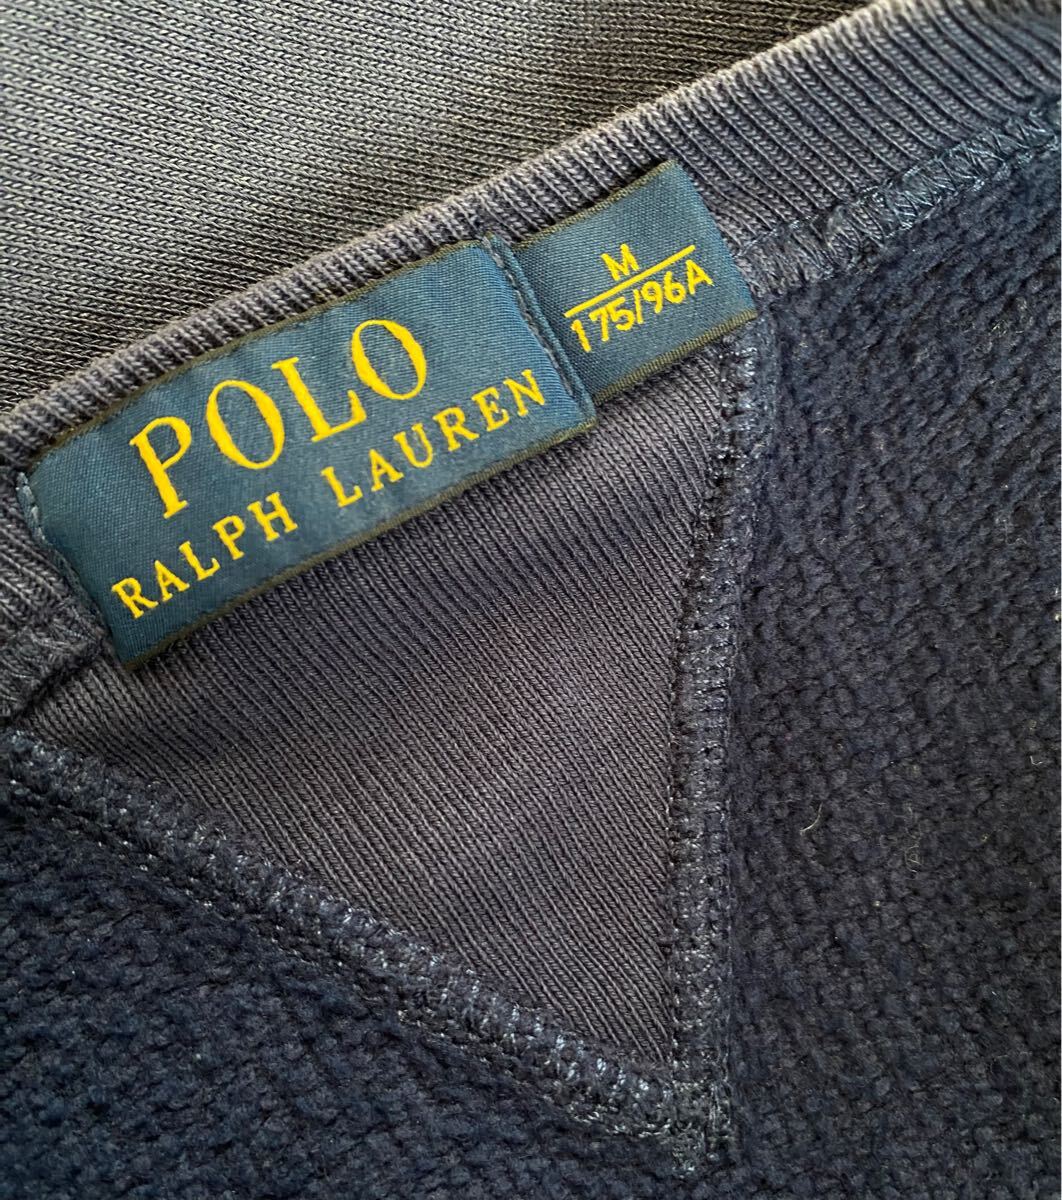 POLO
RALPH LAUREN
M
175/96A